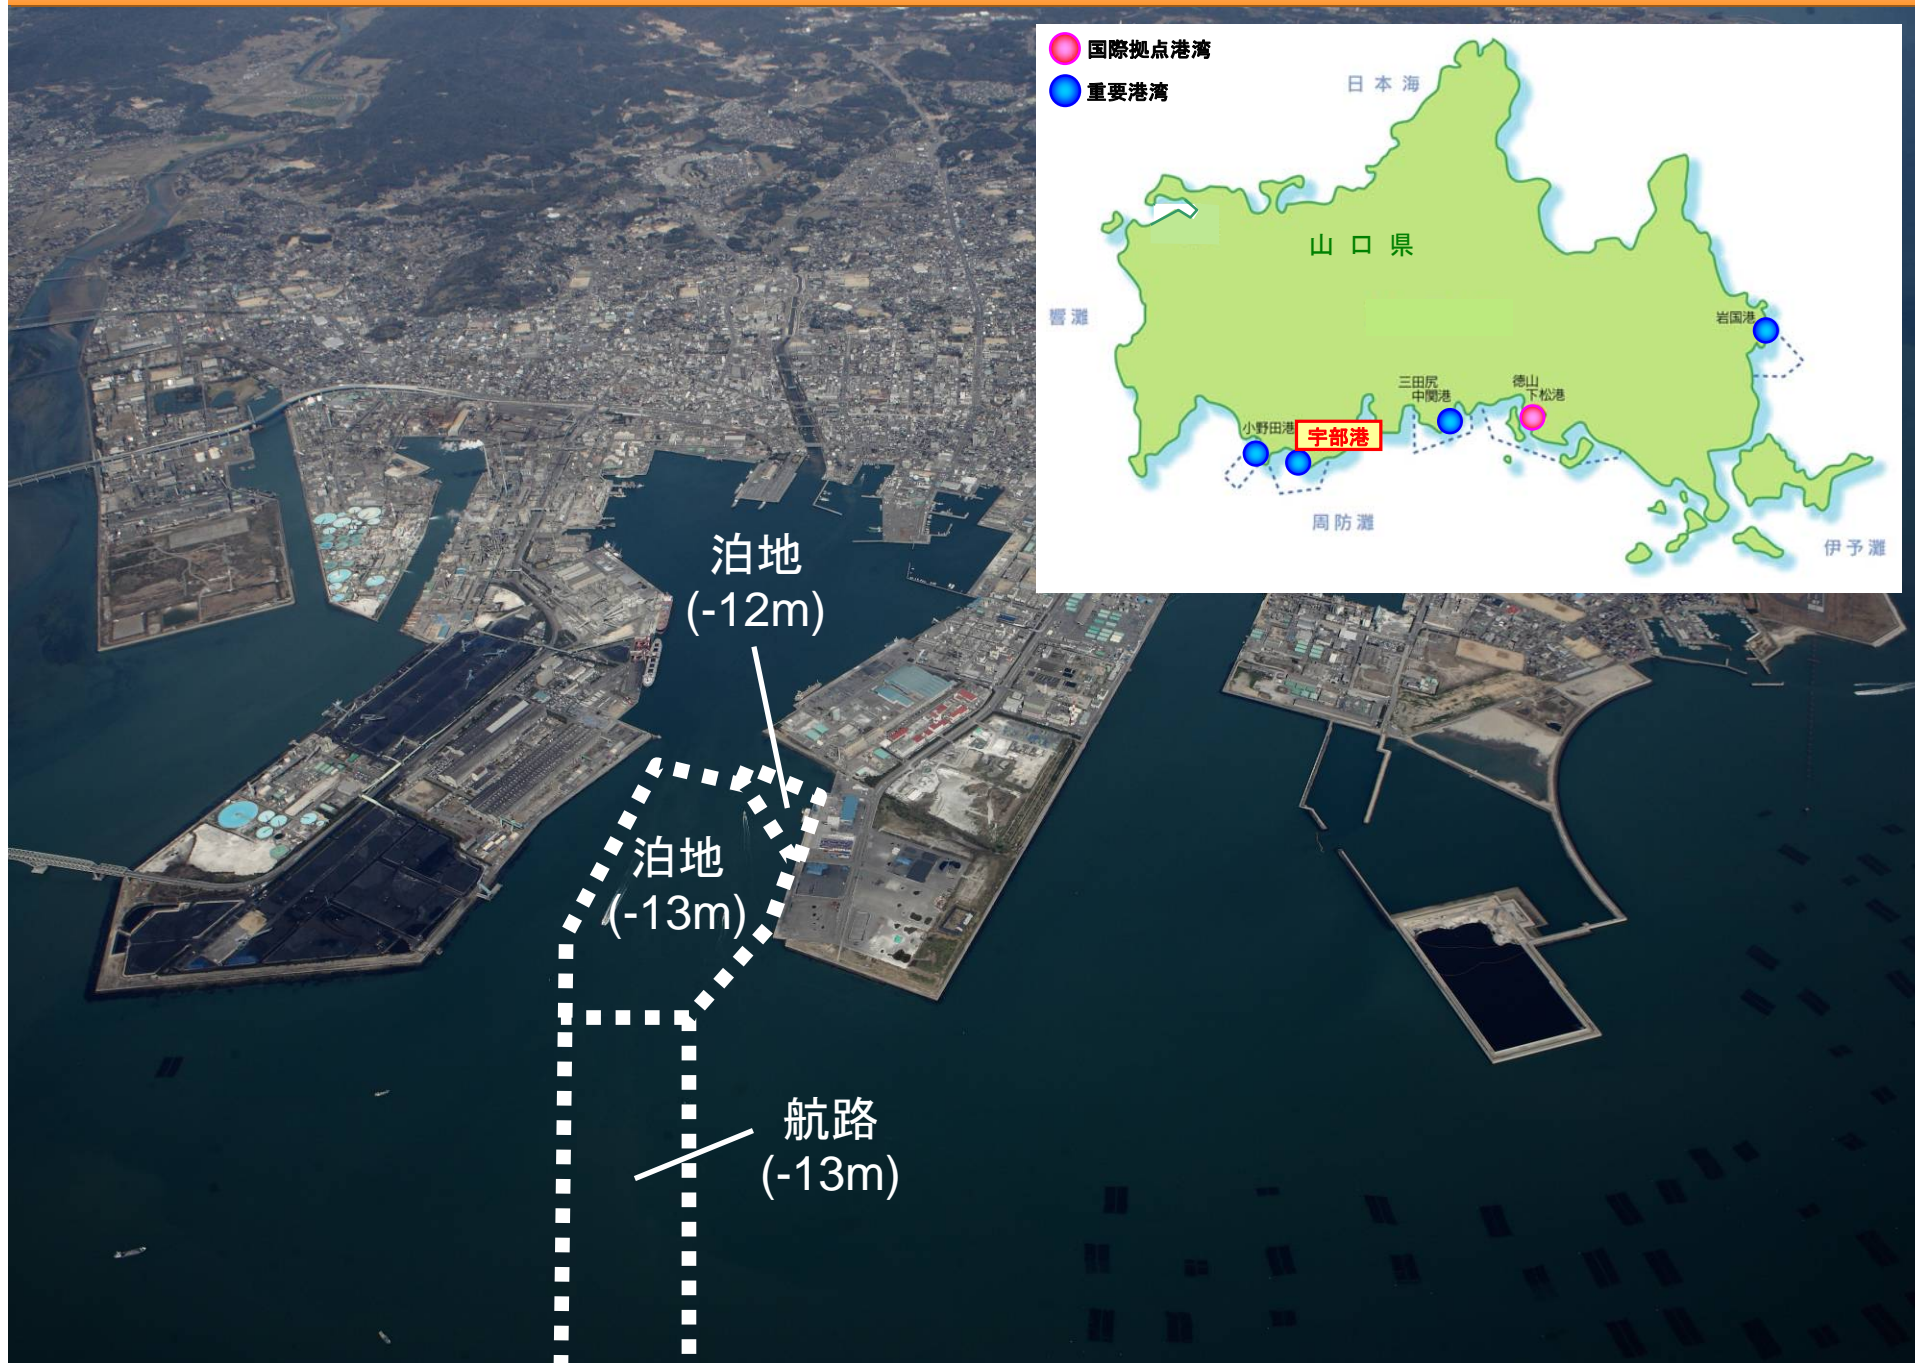 国際拠点港湾
重要港湾
日本海
山口県
響灘
岩国港
三田尻
中関港
徳山
下松港
小野田港
宇部港
周防灘
伊予灘
泊地
(-12m)
泊地
(-13m)
航路
(-13m)